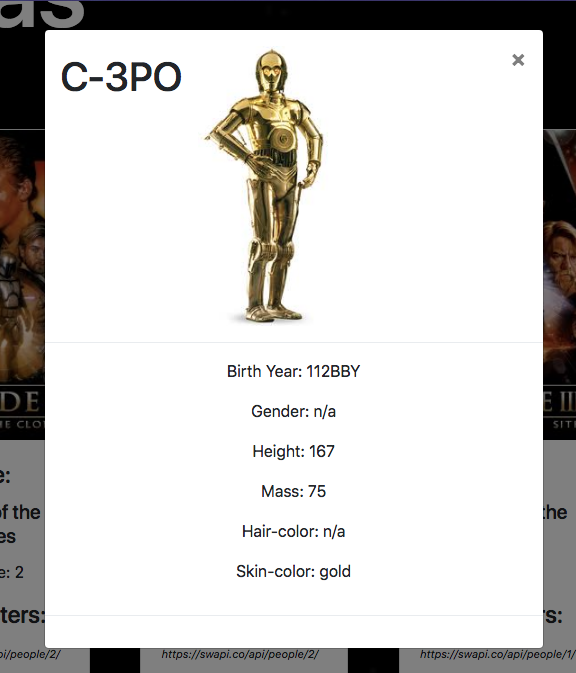 as
C-3PO
×
Birth Year: 112BBY
Gender: n/a
Height: 167
Mass: 75
Hair-color: n/a
Skin-color: gold
DE
E II
HE CLO
SITH
e:
of the
the
es
e: 2
ters:
rs:
pi/people/2/
https://swapi.co/api/people/2/
https://swapi.co/api/people/1/